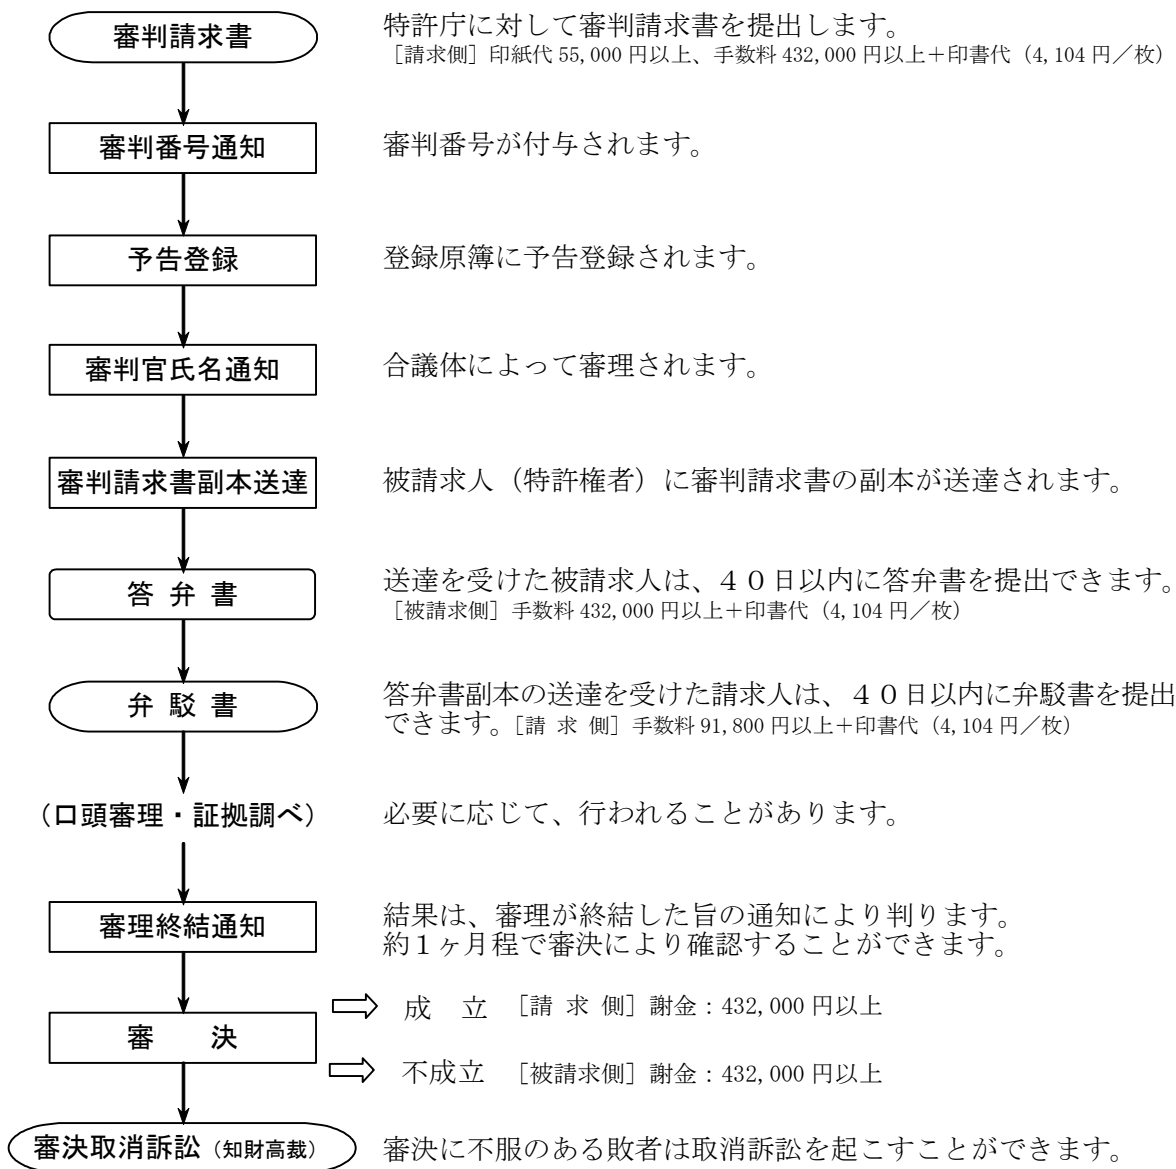 審判請求書
特許庁に対して審判請求書を提出します。
［請求側］印紙代 55,000 円以上、手数料 432,000 円以上＋印書代（4,104 円／枚）
審判番号通知
審判番号が付与されます。
予告登録
登録原簿に予告登録されます。
審判官氏名通知
合議体によって審理されます。
審判請求書副本送達
被請求人（特許権者）に審判請求書の副本が送達されます。
答 弁 書
送達を受けた被請求人は、４０日以内に答弁書を提出できます。
［被請求側］手数料 432,000 円以上＋印書代（4,104 円／枚）
弁 駁 書
答弁書副本の送達を受けた請求人は、４０日以内に弁駁書を提出
できます。［請 求 側］手数料 91,800 円以上＋印書代（4,104 円／枚）
（口頭審理・証拠調べ）
必要に応じて、行われることがあります。
審理終結通知
結果は、審理が終結した旨の通知により判ります。
約１ヶ月程で審決により確認することができます。
審　　決
成　立　［請 求 側］謝金：432,000 円以上
不成立　［被請求側］謝金：432,000 円以上
審決取消訴訟（知財高裁）
審決に不服のある敗者は取消訴訟を起こすことができます。